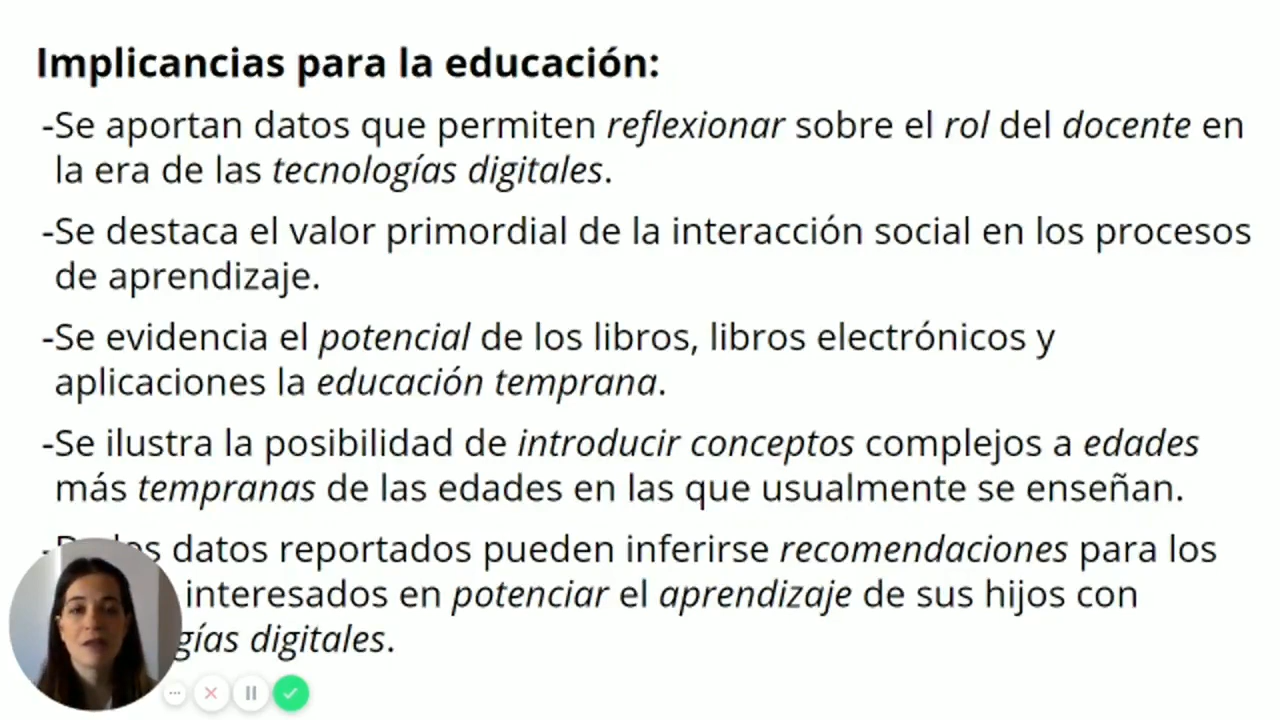 Implicancias para la educación:
-Se aportan datos que permiten reflexionar sobre el rol del docente en
la era de las tecnologías digitales.
-Se destaca el valor primordial de la interacción social en los procesos
de aprendizaje.
-Se evidencia el potencial de los libros, libros electrónicos y
aplicaciones la educación temprana.
-Se ilustra la posibilidad de introducir conceptos complejos a edades
más tempranas de las edades en las que usualmente se enseñan.
datos reportados pueden inferirse recomendaciones para los
interesados en potenciar el aprendizaje de sus hijos con
digitales.